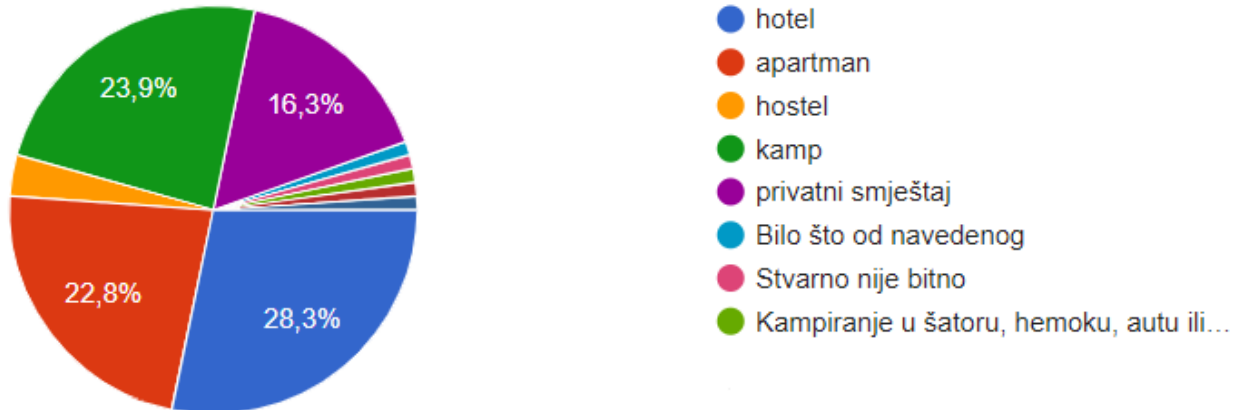 23,9%
16,3%
22,8%
28,3%
hotel
apartman
hostel
kamp
privatni smještaj
Bilo što od navedenog
Stvarno nije bitno
Kampiranje u šatoru, hemoku, autu ili…